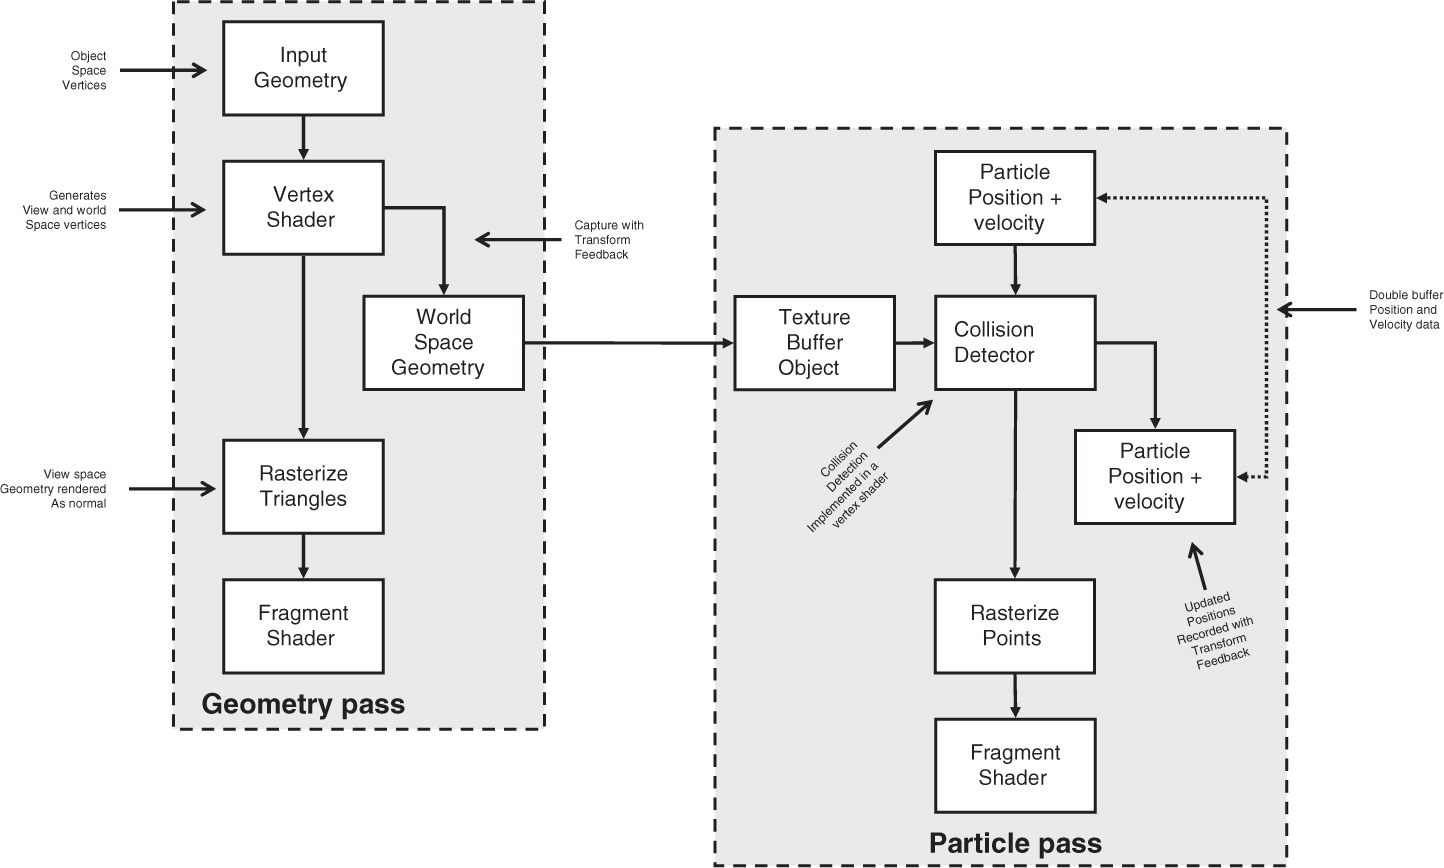 Object
Space
Vertices
Input
Geometry
Generates
View and world
Space vertices
Vertex
Shader
Capture with
Transform
Feedback
World
Space
Geometry
View space
Geometry rendered
As normal
Rasterize
Triangles
Fragment
Shader
Geometry pass
Particle
Position +
velocity
Texture
Buffer
Object
Collision
Detector
Double buffer
Position and
Velocity data
Collision
Detection
Implemented in a
vertex shader
Particle
Position +
velocity
Updated
Positions
Recorded with
Transform
Feedback
Rasterize
Points
Fragment
Shader
Particle pass